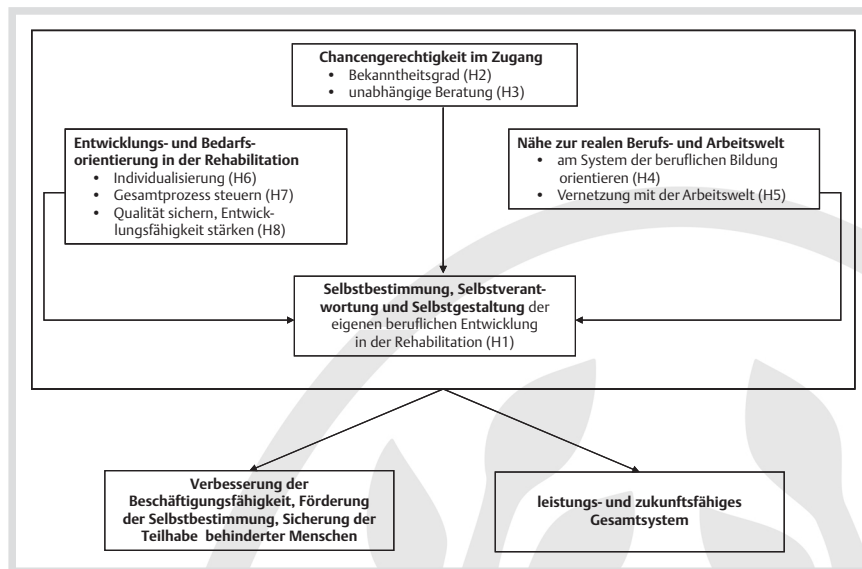 Chancengerechtigkeit im Zugang
• Bekanntheitsgrad (H2)
• unabhängige Beratung (H3)
Entwicklungs- und Bedarfs-
orientierung in der Rehabilitation
• Individualisierung (H6)
• Gesamtprozess steuern (H7)
• Qualität sichern, Entwick-
lungsfähigkeit stärken (H8)
Nähe zur realen Berufs- und Arbeitswelt
• am System der beruflichen Bildung
orientieren (H4)
• Vernetzung mit der Arbeitswelt (H5)
Selbstbestimmung, Selbstverant-
wortung und Selbstgestaltung der
eigenen beruflichen Entwicklung
in der Rehabilitation (H1)
Verbesserung der
Beschäftigungsfähigkeit, Förderung
der Selbstbestimmung, Sicherung der
Teilhabe behinderter Menschen
leistungs- und zukunftsfähiges
Gesamtsystem